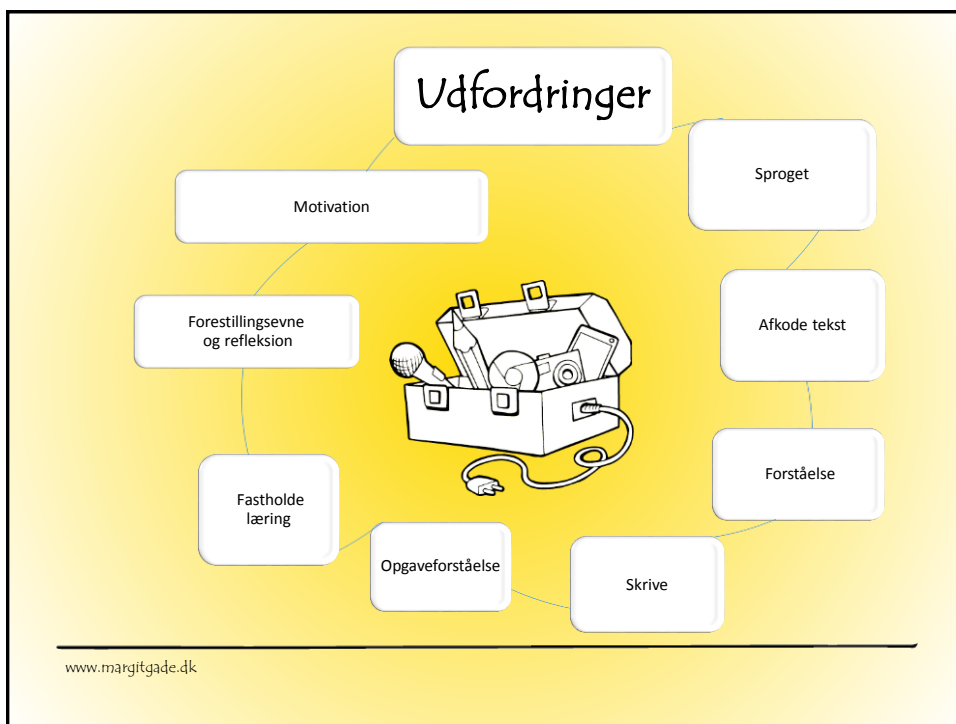 Udfordringer
Sproget
Afkode tekst
Forståelse
Skrive
Opgaveforståelse
Fastholde
læring
Forestillingsevne
og refleksion
Motivation
www.margitgade.dk